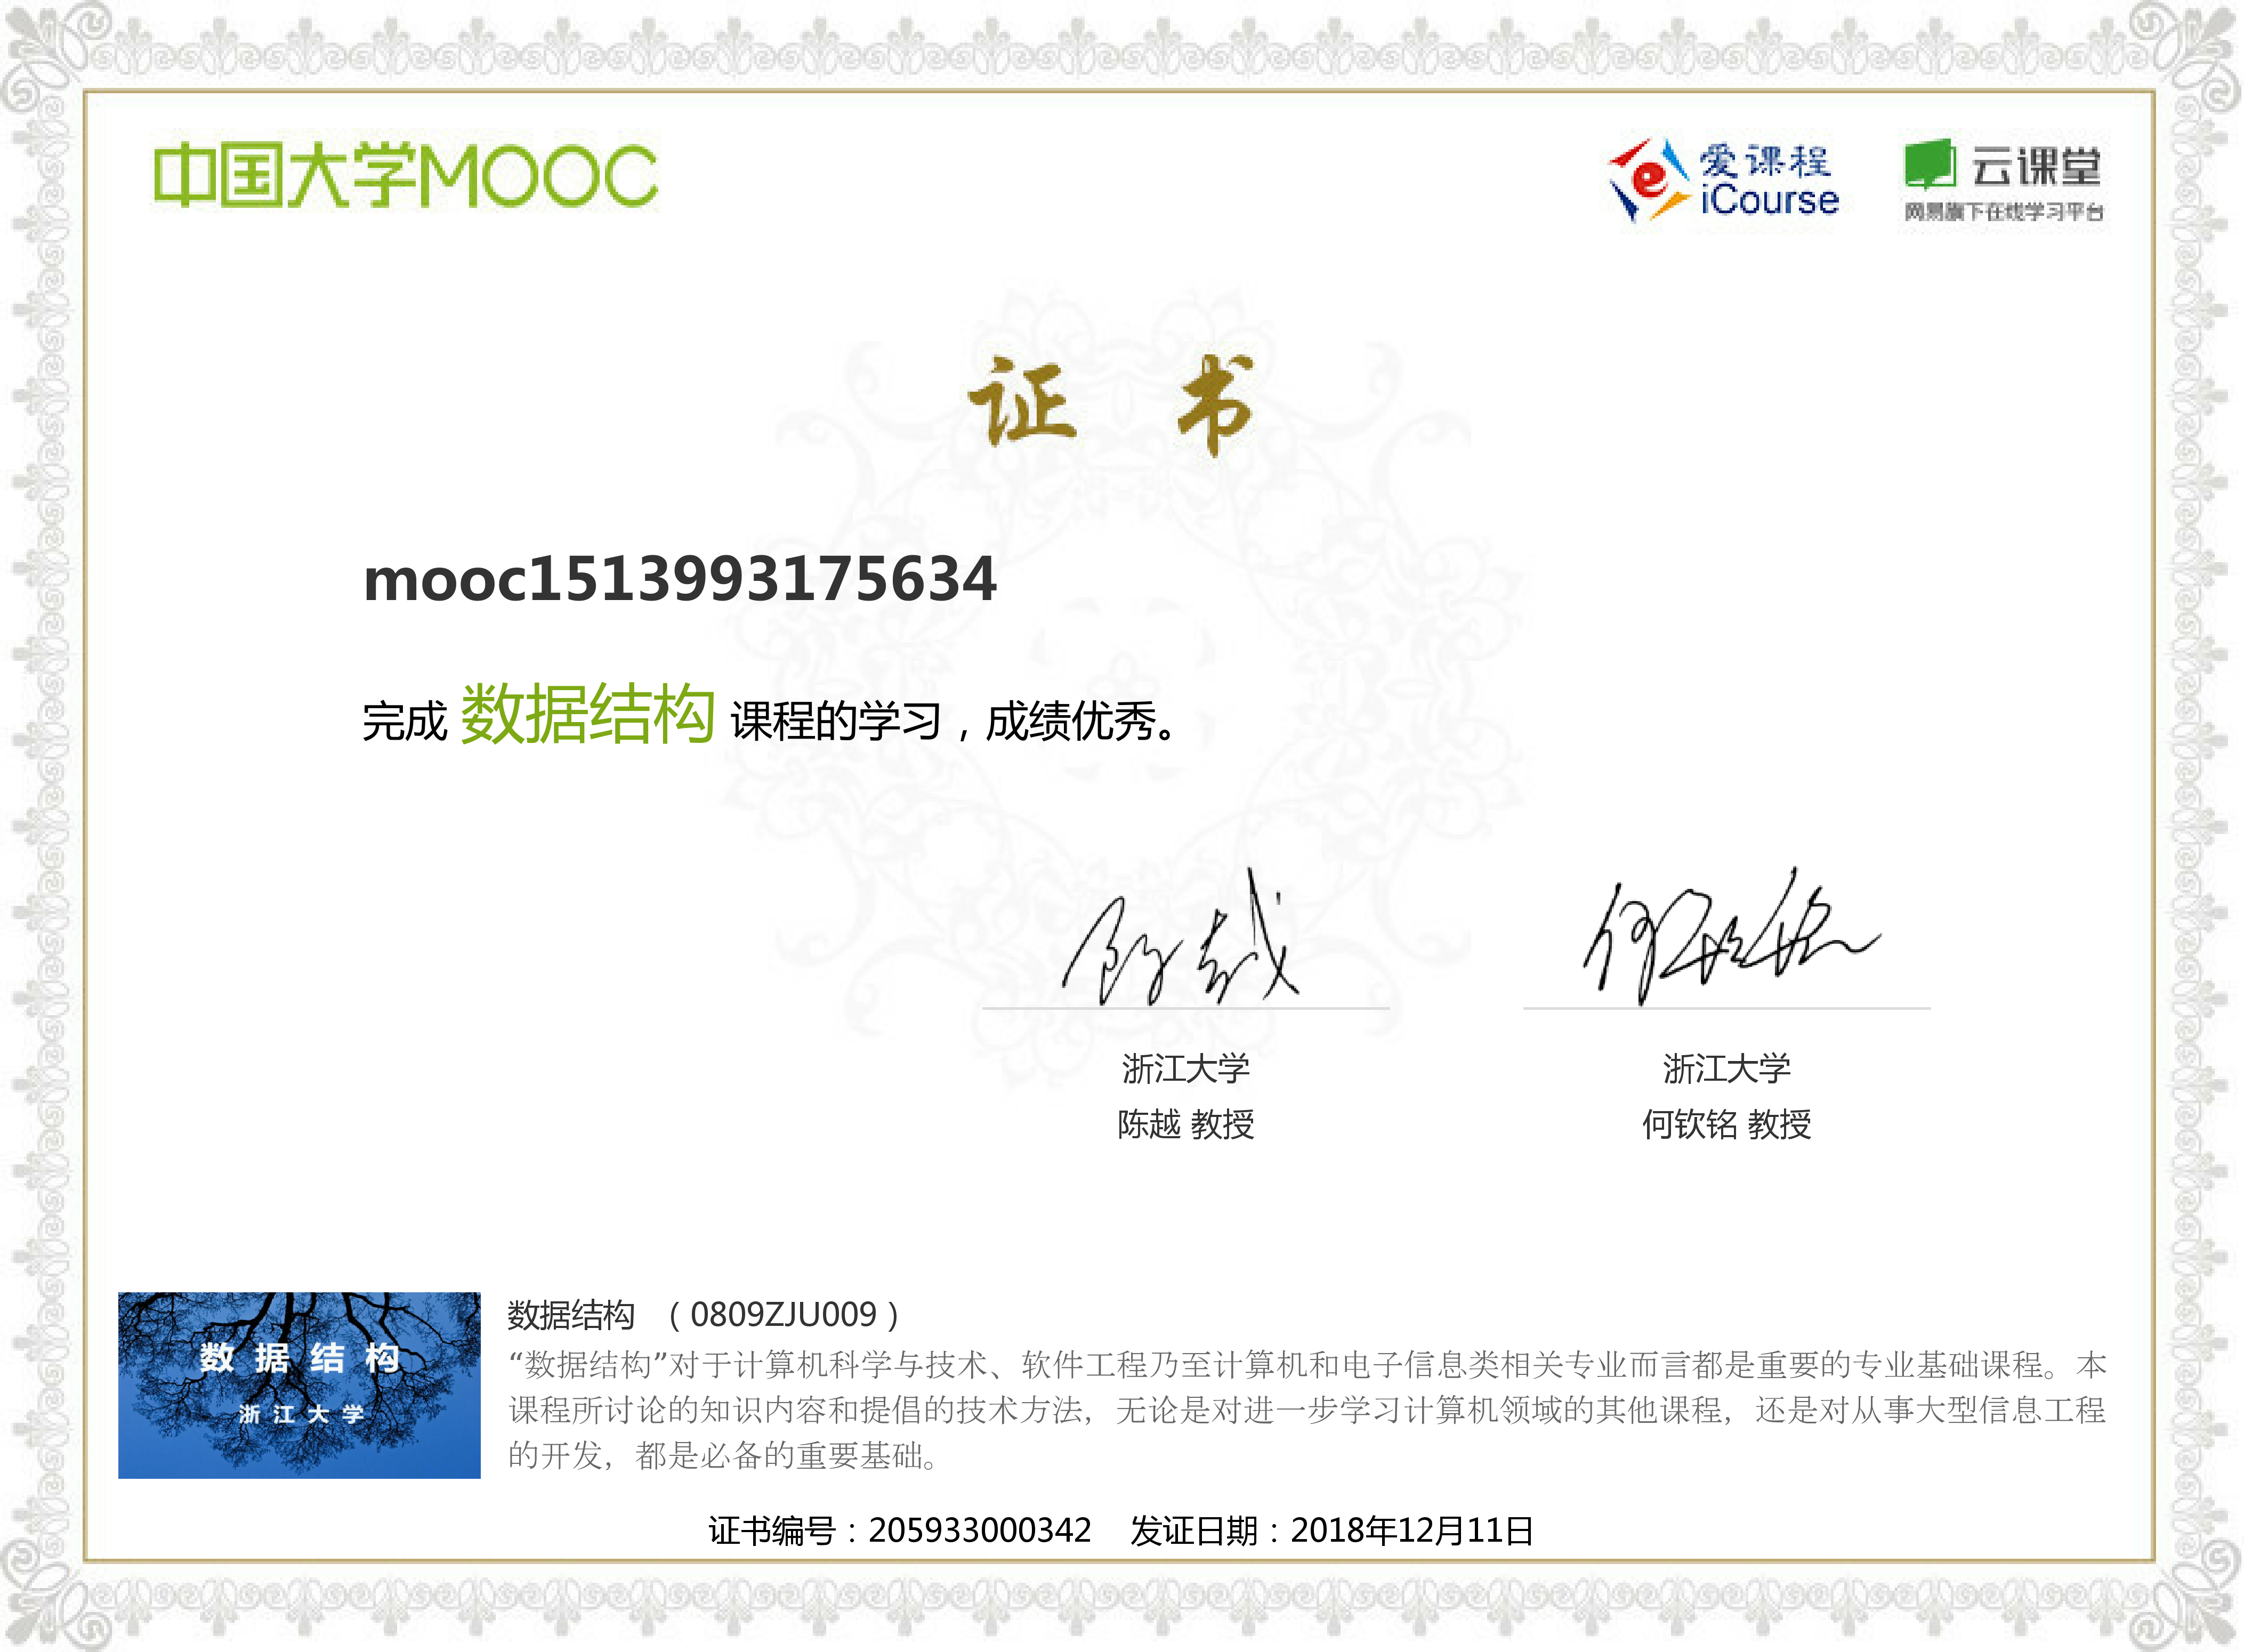 中国大学MOOC
爱课程
iCourse
云课堂
网易旗下在线学习平台
证 书
mooc1513993175634
完成 数据结构 课程的学习，成绩优秀。
陈越
何钦铭
浙江大学
陈越 教授
浙江大学
何钦铭 教授
数据结构
浙江大学
数据结构 （0809ZJU009）
“数据结构”对于计算机科学与技术、软件工程乃至计算机和电子信息类相关专业而言都是重要的专业基础课程。本
课程所讨论的知识内容和提倡的技术方法，无论是对进一步学习计算机领域的其他课程，还是对从事大型信息工程
的开发，都是必备的重要基础。
证书编号：205933000342 发证日期：2018年12月11日